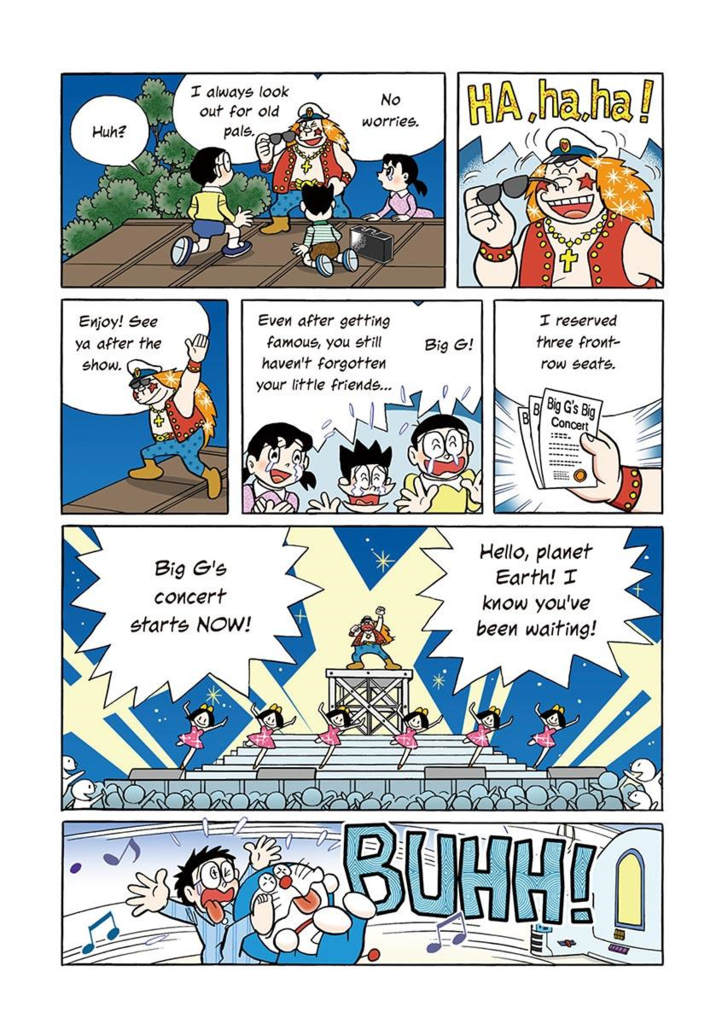 Huh?
I always look
out for old
pals.
No
worries.
HA, ha, ha!
Enjoy! See
ya after the
show.
Even after getting
famous, you still
haven't forgotten
your little friends...
Big G!
I reserved
three front-
row seats.
B
B
Big G's Big
Concert
Big G's
concert
starts NOW!
Hello, planet
Earth! I
know you've
been waiting!
BUHH!